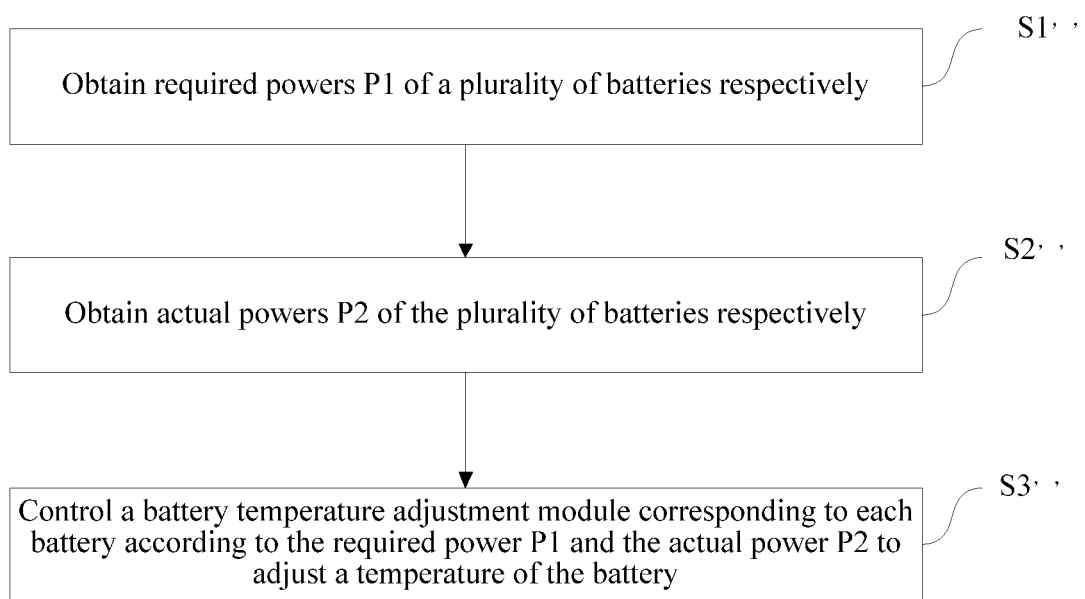 S1’ ’
Obtain required powers P1 of a plurality of batteries respectively
S2’ ’
Obtain actual powers P2 of the plurality of batteries respectively
S3’ ’
Control a battery temperature adjustment module corresponding to each
battery according to the required power P1 and the actual power P2 to
adjust a temperature of the battery